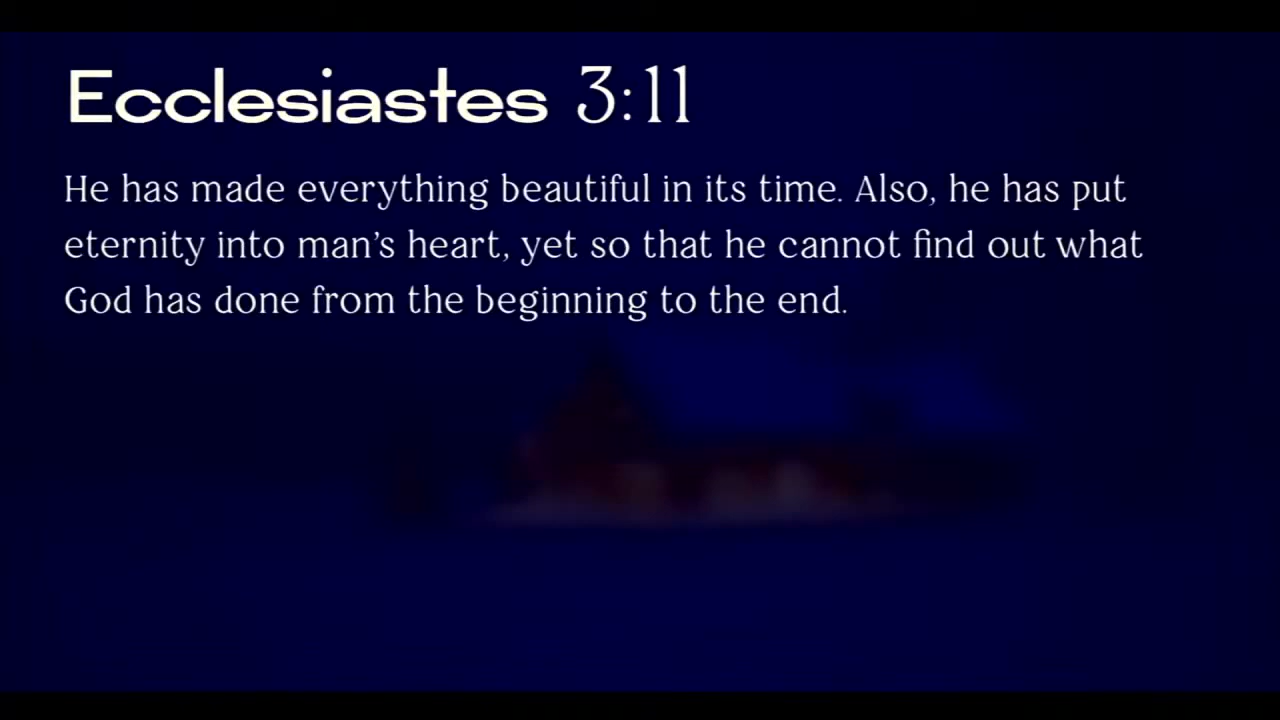 Ecclesiastes 3:11
He has made everything beautiful in its time. Also, he has put
eternity into man’s heart, yet so that he cannot find out what
God has done from the beginning to the end.